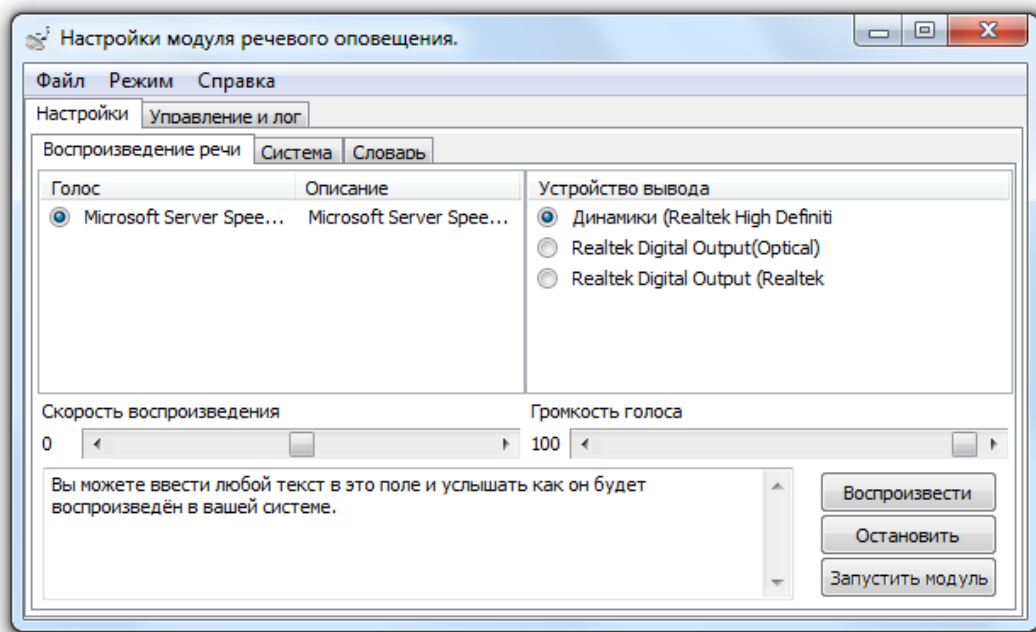 Настройки модуля речевого оповещения.
Файл Режим Справка
Настройки Управление и лог
Воспроизведение речи Система Словарь
Голос Описание Устройство вывода
Microsoft Server Spee... Microsoft Server Spee... Динамики (Realtek High Definiti
Realtek Digital Output(Optical)
Realtek Digital Output (Realtek
Скорость воспроизведения Громкость голоса
0 100
Вы можете ввести любой текст в это поле и услышать как он будет
воспроизведён в вашей системе.
Воспроизвести
Остановить
Запустить модуль